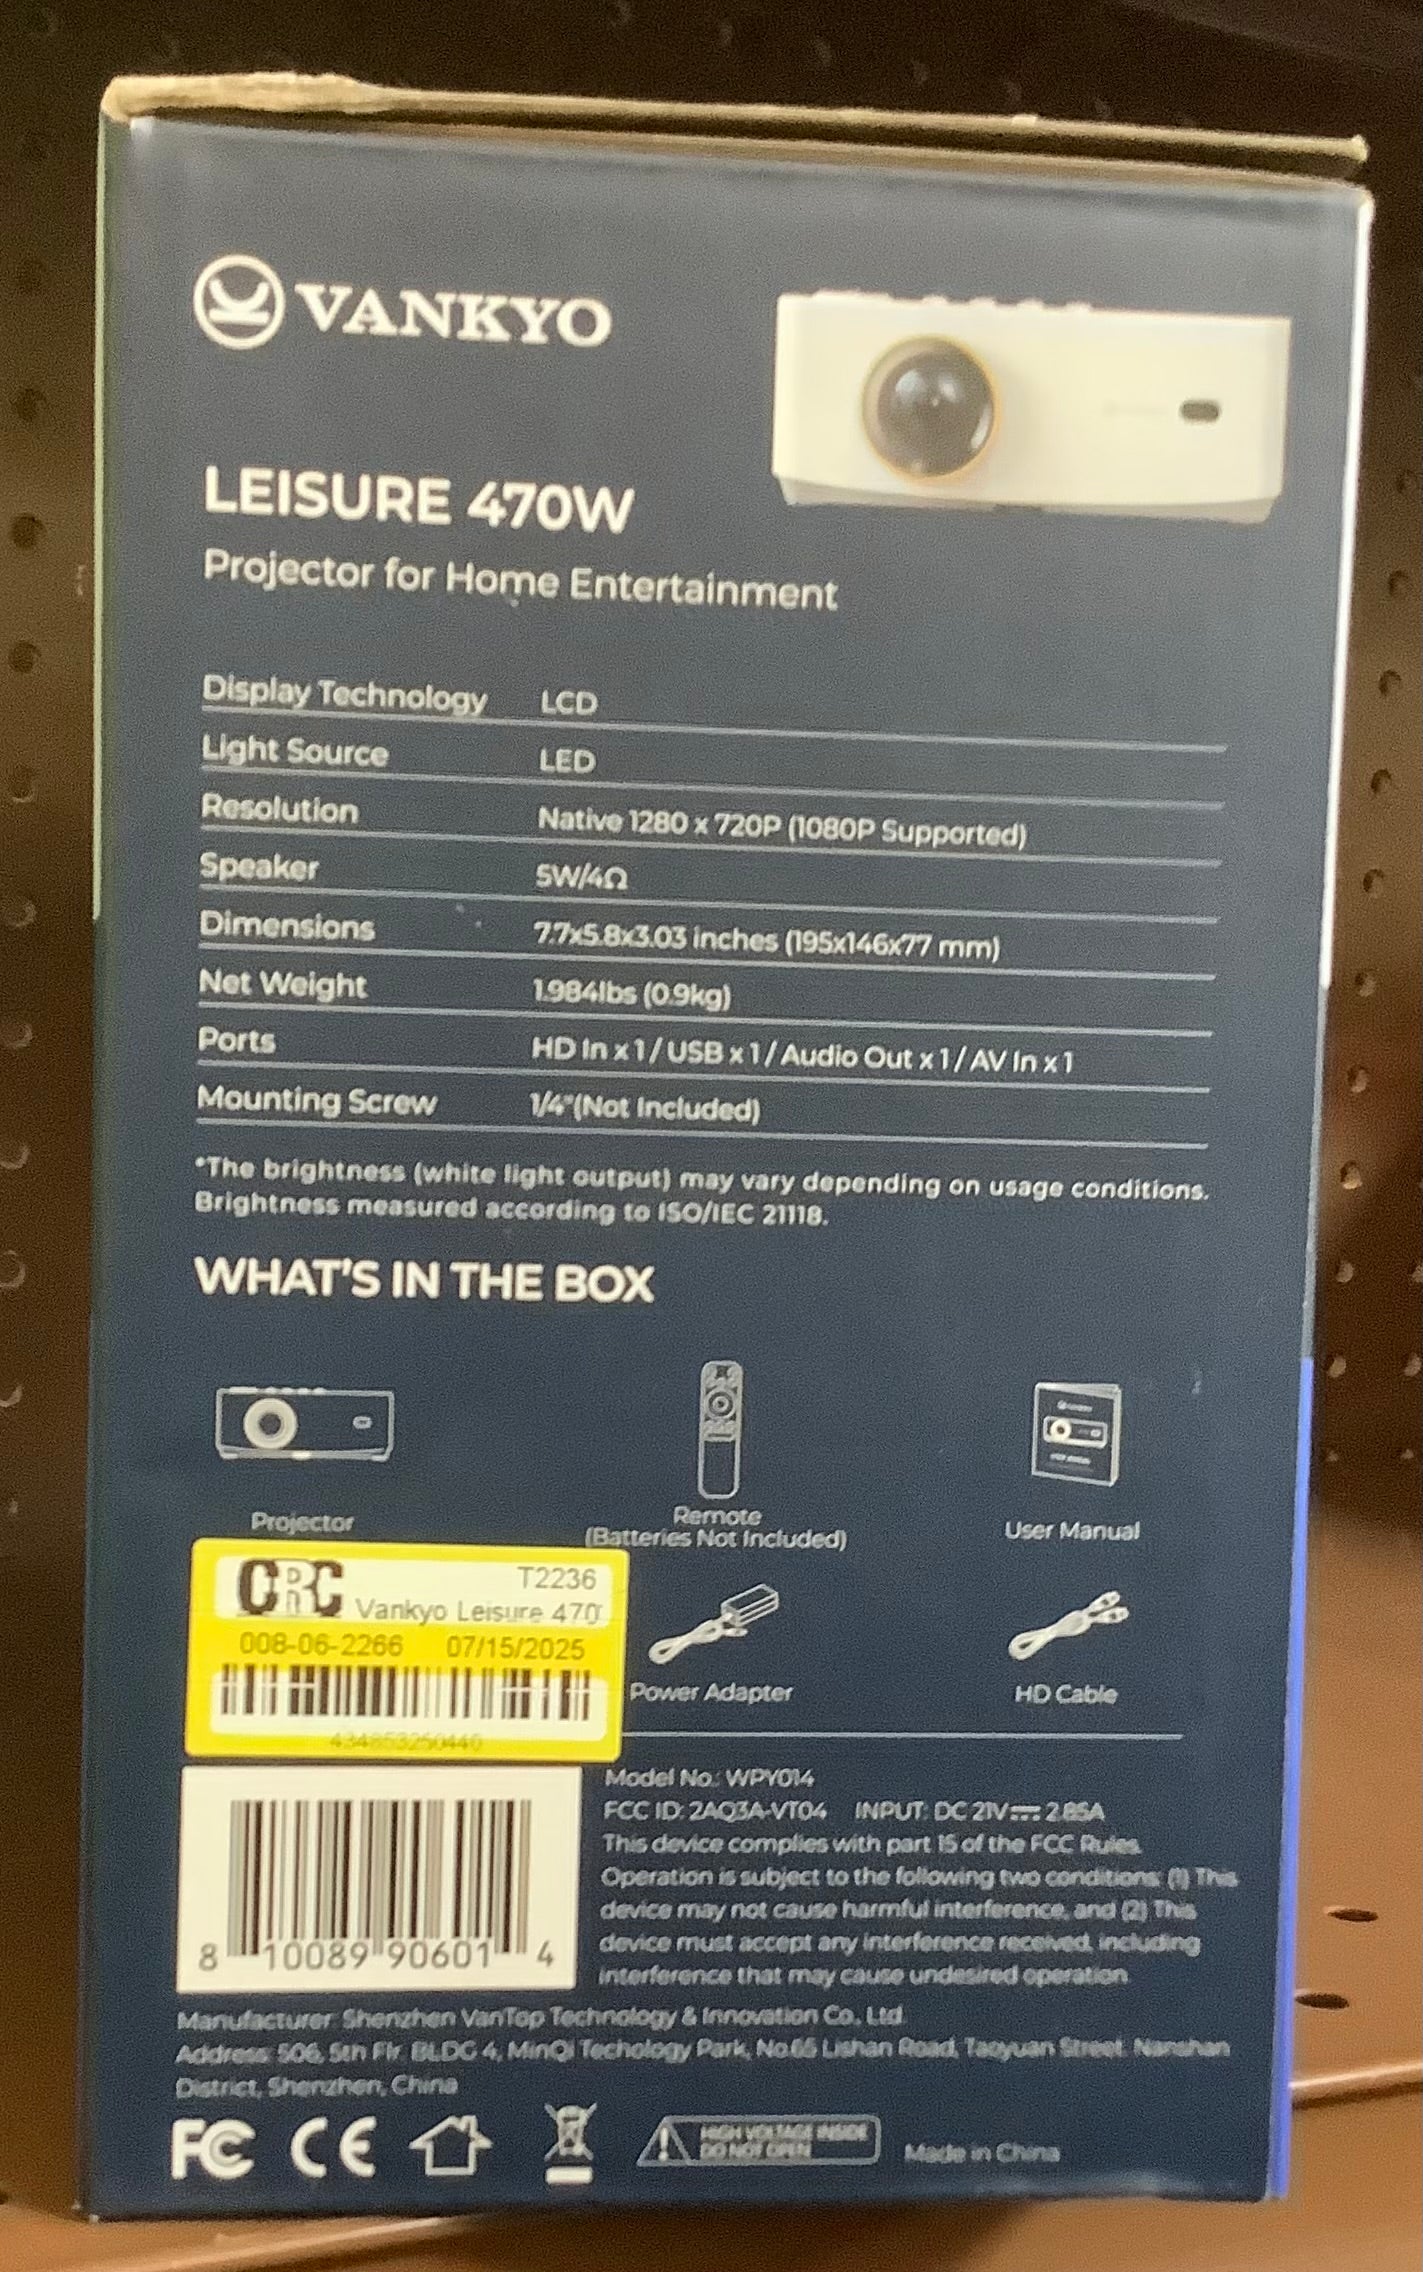 VANKYO
LEISURE 470W
Projector for Home Entertainment
Display Technology LCD
Light Source LED
Resolution Native 1280 x 720P (1080P Supported)
Speaker 5W/4Ω
Dimensions 7.7x5.8x3.03 inches (195x146x77 mm)
Net Weight 1.984lbs (0.9kg)
Ports HD In x 1 / USB x 1 / Audio Out x 1 / AV In x 1
Mounting Screw 1/4"(Not Included)
*The brightness (white light output) may vary depending on usage conditions.
Brightness measured according to ISO/IEC 21118.
WHAT'S IN THE BOX
Projector
Remote
(Batteries Not Included)
User Manual
CRC T2236
Vankyo Leisure 470
008-06-2266 07/15/2025
434853250440
Power Adapter
HD Cable
Model No.: WPY014
FCC ID: 2AQ3A-VT04 INPUT: DC 21V⎓2.85A
This device complies with part 15 of the FCC Rules.
Operation is subject to the following two conditions: (1) This
device may not cause harmful interference, and (2) This
device must accept any interference received, including
interference that may cause undesired operation.
8 10089 90601 4
Manufacturer: Shenzhen VanTop Technology & Innovation Co., Ltd.
Address: 506, 5th Flr. BLDG 4, MinQi Techology Park, No.65 Lishan Road, Taoyuan Street. Nanshan
District, Shenzhen, China
FC CE
HIGH VOLTAGE INSIDE
DO NOT OPEN
Made in China